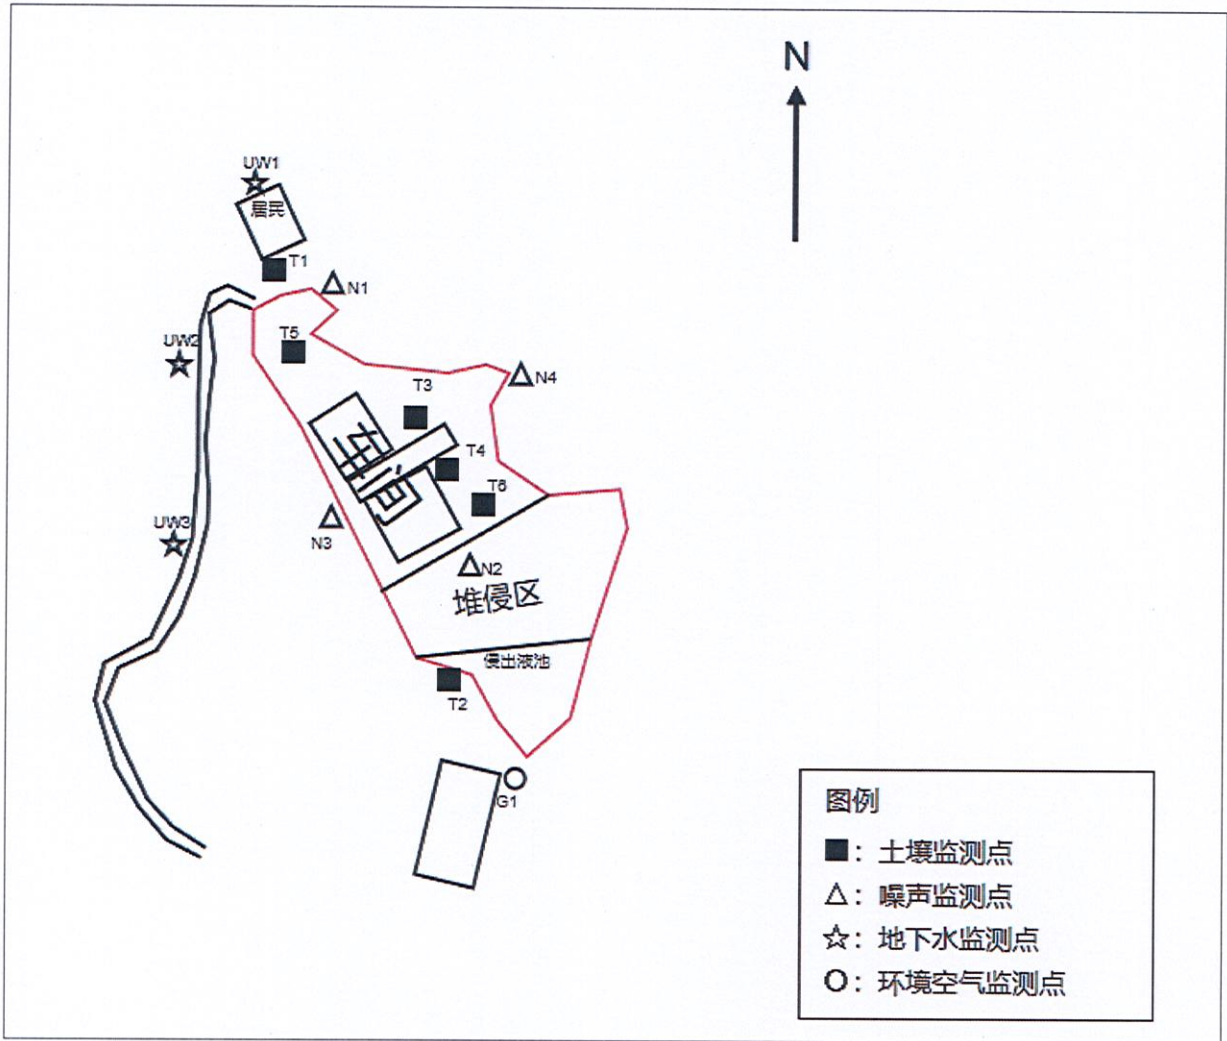 N
UW1
居民
T1
N1
T5
UW2
T3
N4
车间
T4
T6
UW3
N3
N2
堆侵区
侵出液池
T2
G1
图例
■：土壤监测点
△：噪声监测点
☆：地下水监测点
○：环境空气监测点